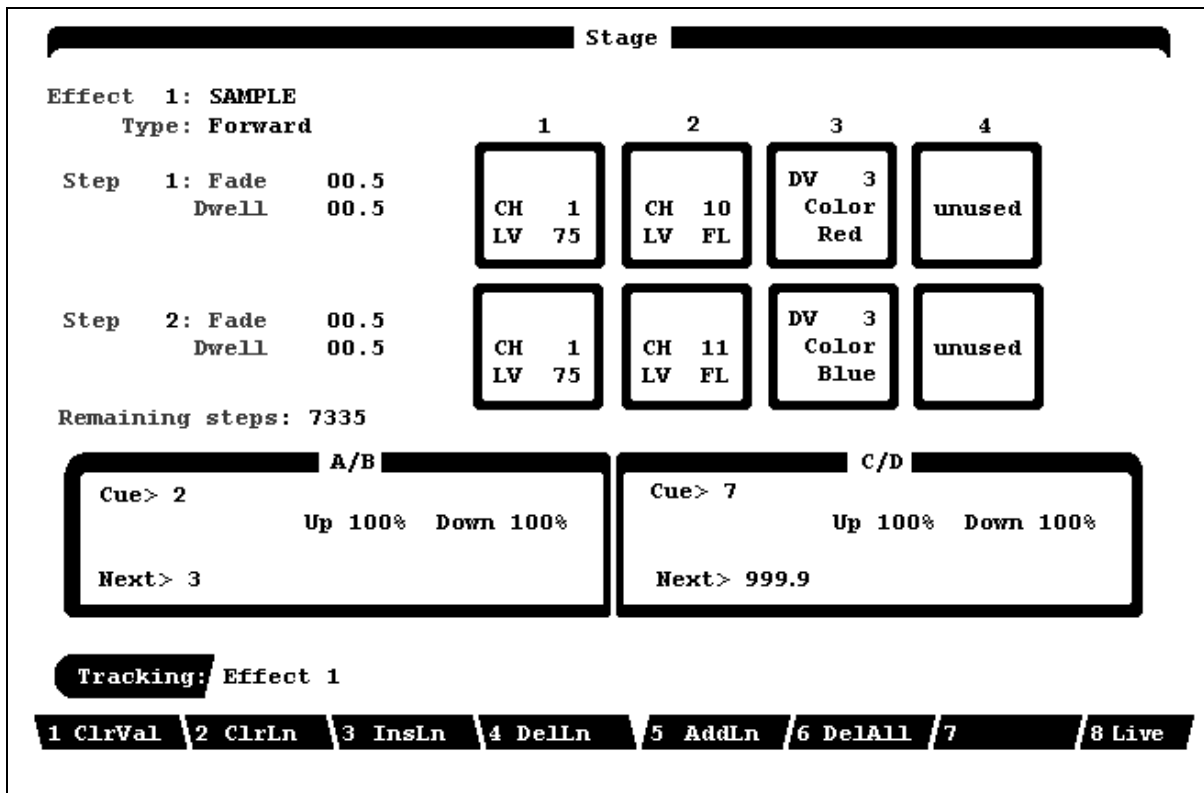 Stage
Effect 1: SAMPLE
Type: Forward
1 2 3 4
Step 1: Fade 00.5
Dwell 00.5
CH 1
LV 75
CH 10
LV FL
DV 3
Color
Red
unused
Step 2: Fade 00.5
Dwell 00.5
CH 1
LV 75
CH 11
LV FL
DV 3
Color
Blue
unused
Remaining steps: 7335
A/B
Cue> 2
Up 100% Down 100%
Next> 3
C/D
Cue> 7
Up 100% Down 100%
Next> 999.9
Tracking: Effect 1
1 ClrVal 2 ClrLn 3 InsLn 4 DelLn 5 AddLn 6 DelAll 7 8 Live